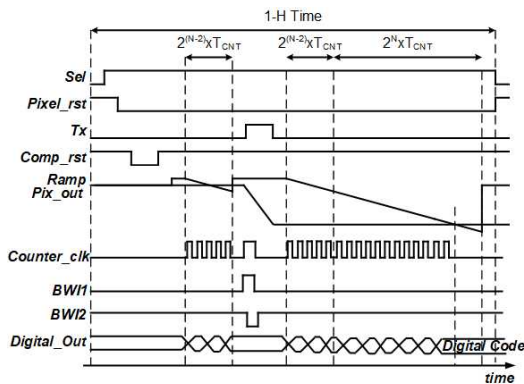 1-H Time
2^(N-2)xT_CNT 2^(N-2)xT_CNT 2^NxT_CNT
Sel
Pixel_rst
Tx
Comp_rst
Ramp
Pix_out
Counter_clk
BWI1
BWI2
Digital_Out Digital Code
time